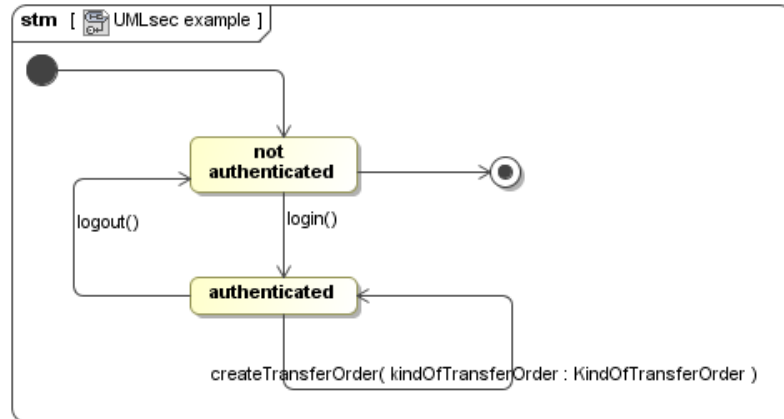 stm [ UMLsec example ]
not
authenticated
logout()
login()
authenticated
createTransferOrder( kindOfTransferOrder : KindOfTransferOrder )